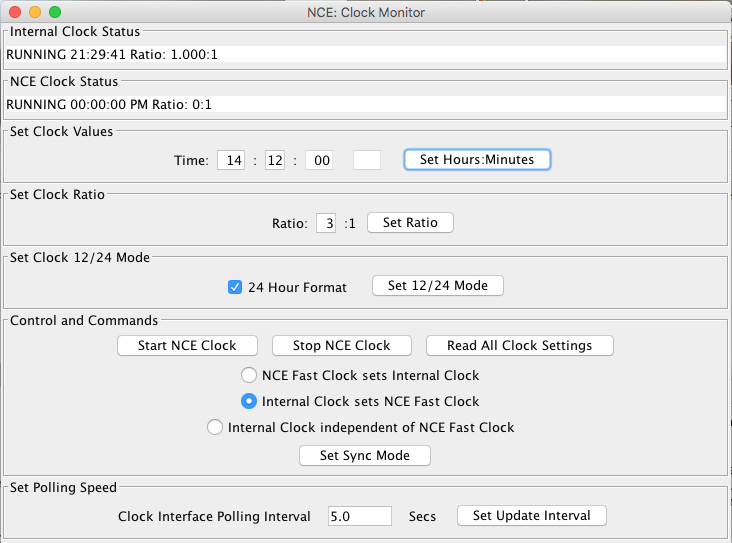 NCE: Clock Monitor
Internal Clock Status
RUNNING 21:29:41 Ratio: 1.000:1
NCE Clock Status
RUNNING 00:00:00 PM Ratio: 0:1
Set Clock Values
Time: 14 : 12 : 00 Set Hours:Minutes
Set Clock Ratio
Ratio: 3 :1 Set Ratio
Set Clock 12/24 Mode
24 Hour Format Set 12/24 Mode
Control and Commands
Start NCE Clock Stop NCE Clock Read All Clock Settings
NCE Fast Clock sets Internal Clock
Internal Clock sets NCE Fast Clock
Internal Clock independent of NCE Fast Clock
Set Sync Mode
Set Polling Speed
Clock Interface Polling Interval 5.0 Secs Set Update Interval